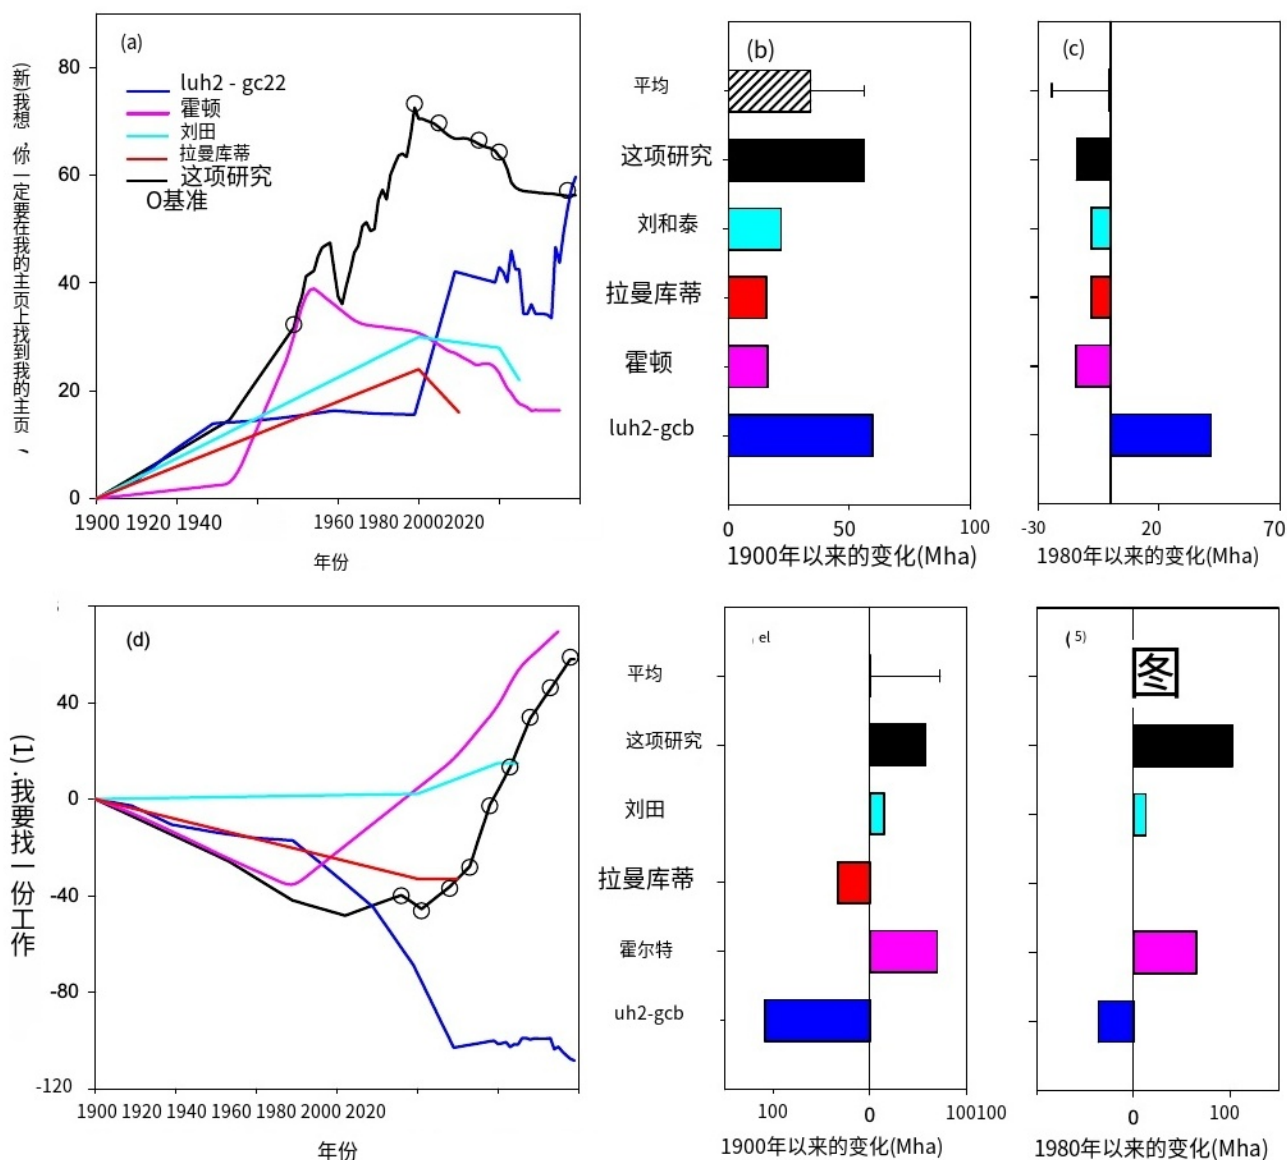 (a)
(新)我想,你一定要在我的主页上找到我的主页,
80
60
40
20
0
luh2 - gc22
霍顿
刘田
拉曼库蒂
这项研究
O基准
1900 1920 1940 1960 1980 20002020
年份
(b)
平均
这项研究
刘和泰
拉曼库蒂
霍顿
luh2-gcb
0 50 100
1900年以来的变化(Mha)
(c)
-30 20 70
1980年以来的变化(Mha)
(d)
(1).我要找一份工作
40
0
-40
-80
-120
1900 1920 1940 1960 1980 2000 2020
年份
el
平均
这项研究
刘田
拉曼库蒂
霍尔特
uh2-gcb
100 0 100100
1900年以来的变化(Mha)
( 5)
图
0 100
1980年以来的变化(Mha)